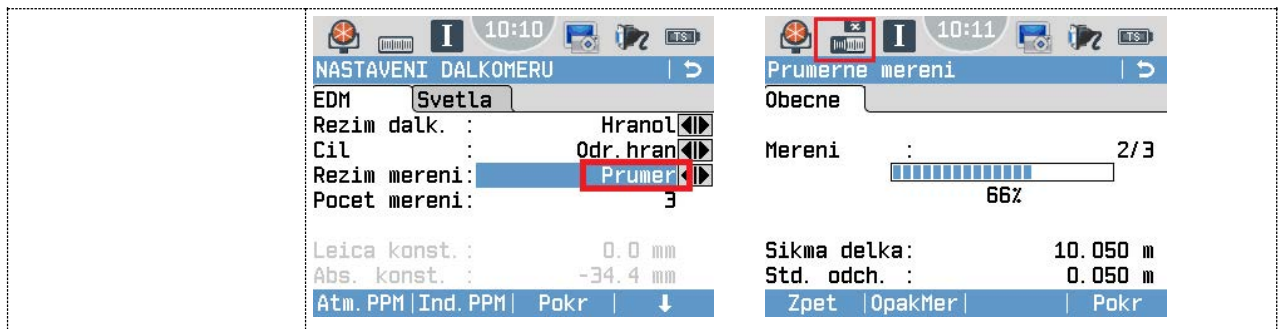 I 10:10 TS
NASTAVENI DALKOMERU
EDM Svetla
Rezim dalk. : Hranol
Cil : Odr.hran
Rezim mereni: Prumer
Pocet mereni: 3
Leica konst. : 0.0 mm
Abs. konst. : -34.4 mm
Atm.PPM|Ind.PPM| Pokr |
I 10:11 TS
Prumerne mereni
Obecne
Mereni : 2/3
66%
Sikma delka: 10.050 m
Std. odch. : 0.050 m
Zpet |OpakMer| | Pokr